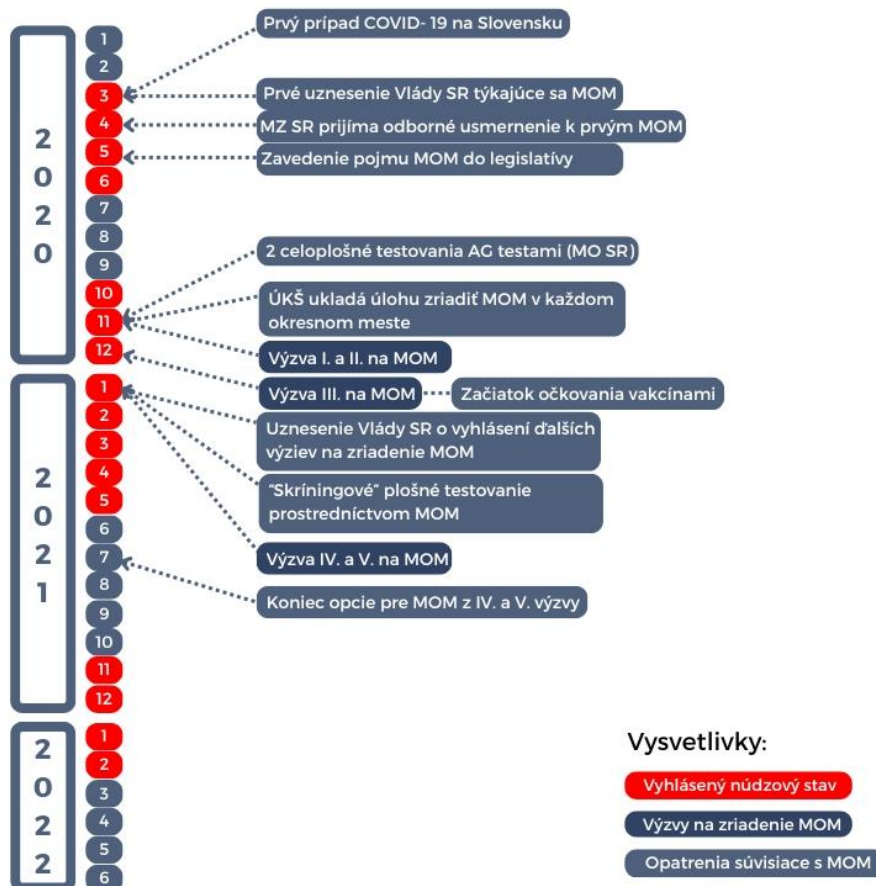 2020
1
2
3
4
5
6
7
8
9
10
11
12
Prvý prípad COVID- 19 na Slovensku
Prvé uznesenie Vlády SR týkajúce sa MOM
MZ SR prijíma odborné usmernenie k prvým MOM
Zavedenie pojmu MOM do legislatívy
2 celoplošné testovania AG testami (MO SR)
ÚKŠ ukladá úlohu zriadiť MOM v každom
okresnom meste
Výzva I. a II. na MOM
Výzva III. na MOM
Začiatok očkovania vakcínami
2021
1
2
3
4
5
6
7
8
9
10
11
12
Uznesenie Vlády SR o vyhlásení ďalších
výziev na zriadenie MOM
“Skríningové” plošné testovanie
prostredníctvom MOM
Výzva IV. a V. na MOM
Koniec opcie pre MOM z IV. a V. výzvy
2022
1
2
3
4
5
6
Vysvetlivky:
Vyhlásený núdzový stav
Výzvy na zriadenie MOM
Opatrenia súvisiace s MOM